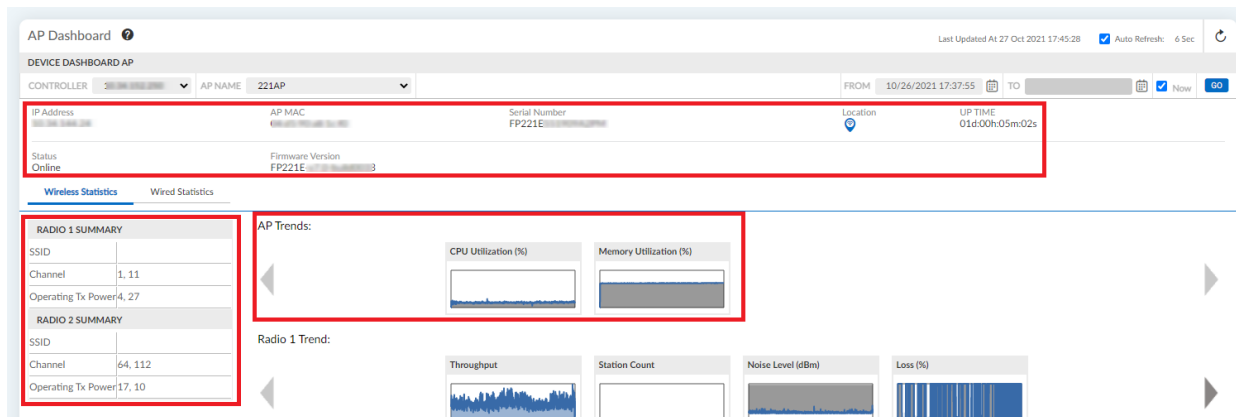 AP Dashboard ?
Last Updated At 27 Oct 2021 17:45:28 Auto Refresh: 6 Sec
DEVICE DASHBOARD AP
CONTROLLER AP NAME 221AP FROM 10/26/2021 17:37:55 TO Now GO
IP Address AP MAC Serial Number Location UP TIME
FP221E 01d:00h:05m:02s
Status Firmware Version
Online FP221E
Wireless Statistics Wired Statistics
RADIO 1 SUMMARY
SSID
Channel 1, 11
Operating Tx Power 4, 27
RADIO 2 SUMMARY
SSID
Channel 64, 112
Operating Tx Power 17, 10
AP Trends:
CPU Utilization (%) Memory Utilization (%)
Radio 1 Trend:
Throughput Station Count Noise Level (dBm) Loss (%)